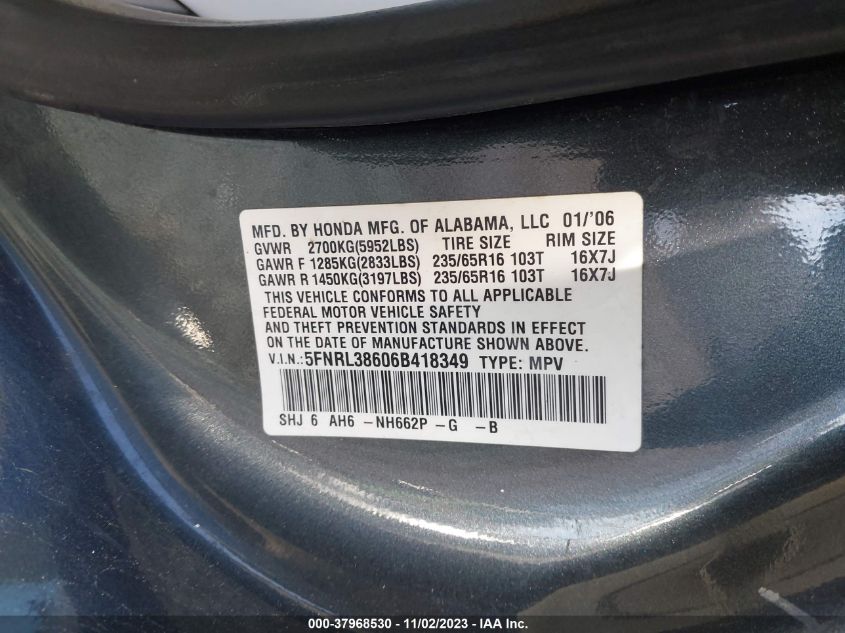 MFD. BY HONDA MFG. OF ALABAMA, LLC 01/'06
GVWR 2700KG(5952LBS) TIRE SIZE RIM SIZE
GAWR F 1285KG(2833LBS) 235/65R16 103T 16X7J
GAWR R 1450KG(3197LBS) 235/65R16 103T 16X7J
THIS VEHICLE CONFORMS TO ALL APPLICABLE
FEDERAL MOTOR VEHICLE SAFETY
AND THEFT PREVENTION STANDARDS IN EFFECT
ON THE DATE OF MANUFACTURE SHOWN ABOVE.
V.I.N.:5FNRL38606B418349 TYPE: MPV
SHJ 6 AH6 -NH662P -G -B
000-37968530 - 11/02/2023 - 1 of 1 -